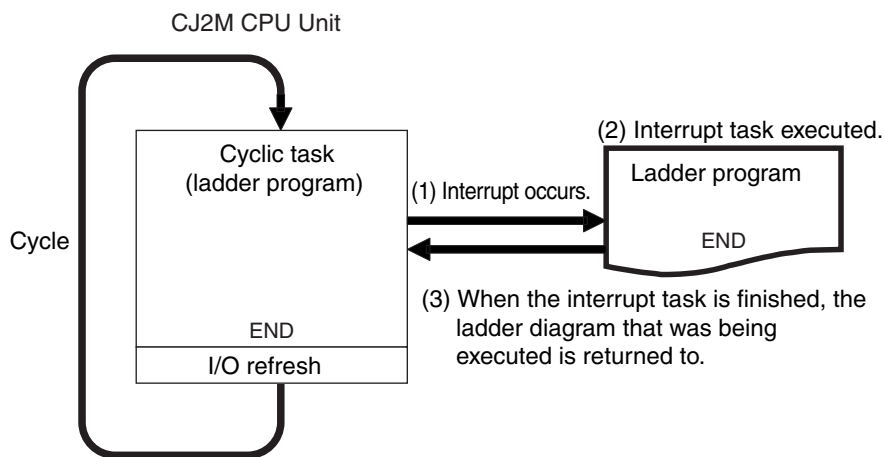 CJ2M CPU Unit
Cyclic task
(ladder program)
(1) Interrupt occurs.
(2) Interrupt task executed.
Ladder program
END
Cycle
(3) When the interrupt task is finished, the
ladder diagram that was being
executed is returned to.
END
I/O refresh